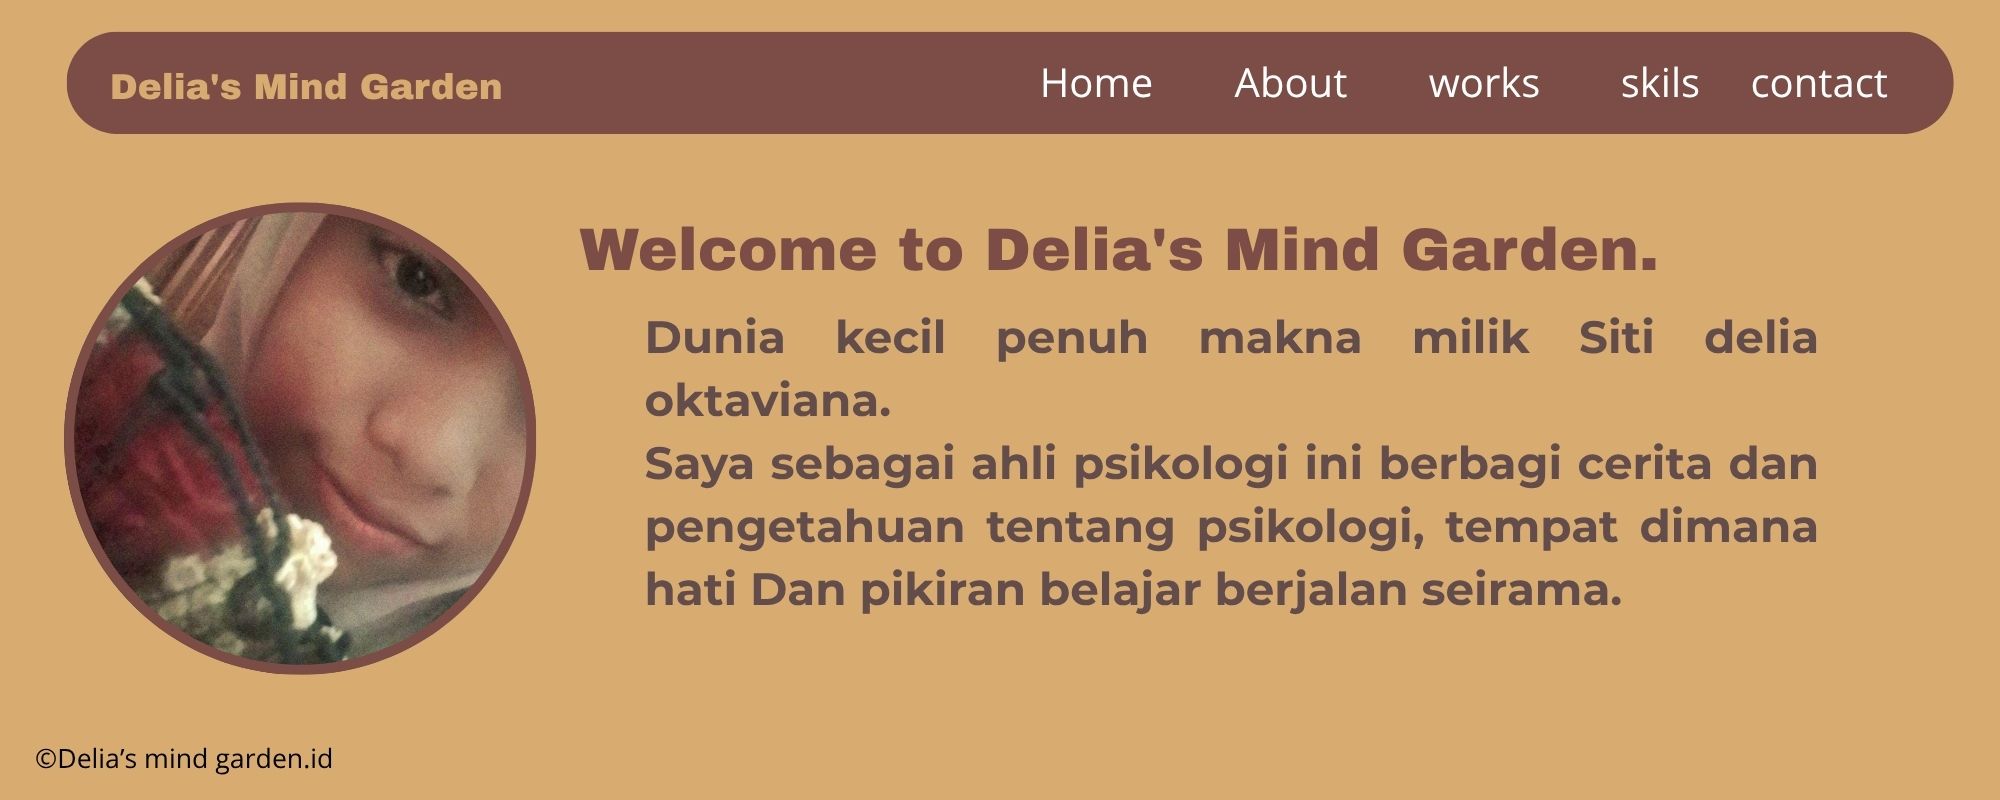 Delia's Mind Garden
Home About works skils contact
Welcome to Delia's Mind Garden.
Dunia kecil penuh makna milik Siti delia
oktaviana.
Saya sebagai ahli psikologi ini berbagi cerita dan
pengetahuan tentang psikologi, tempat dimana
hati Dan pikiran belajar berjalan seirama.
©Delia’s mind garden.id